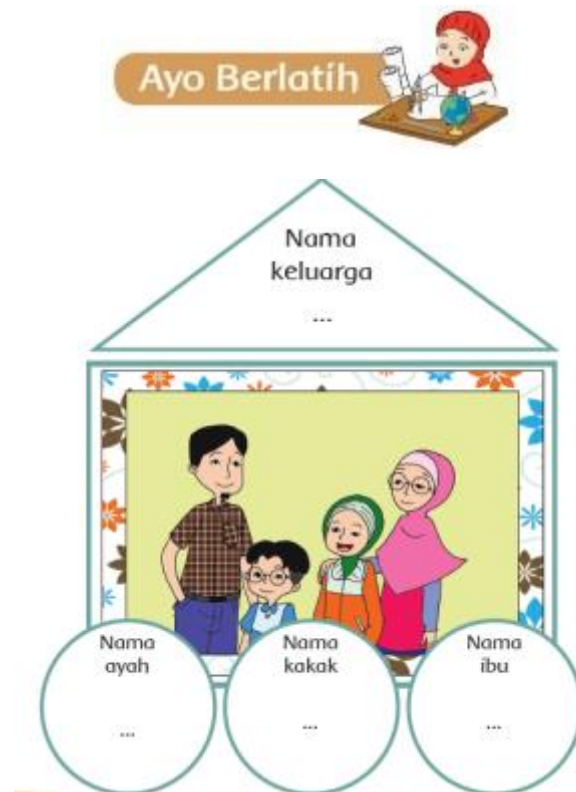 Ayo Berlatih
Nama
keluarga
...
Nama
ayah
...
Nama
kakak
...
Nama
ibu
...